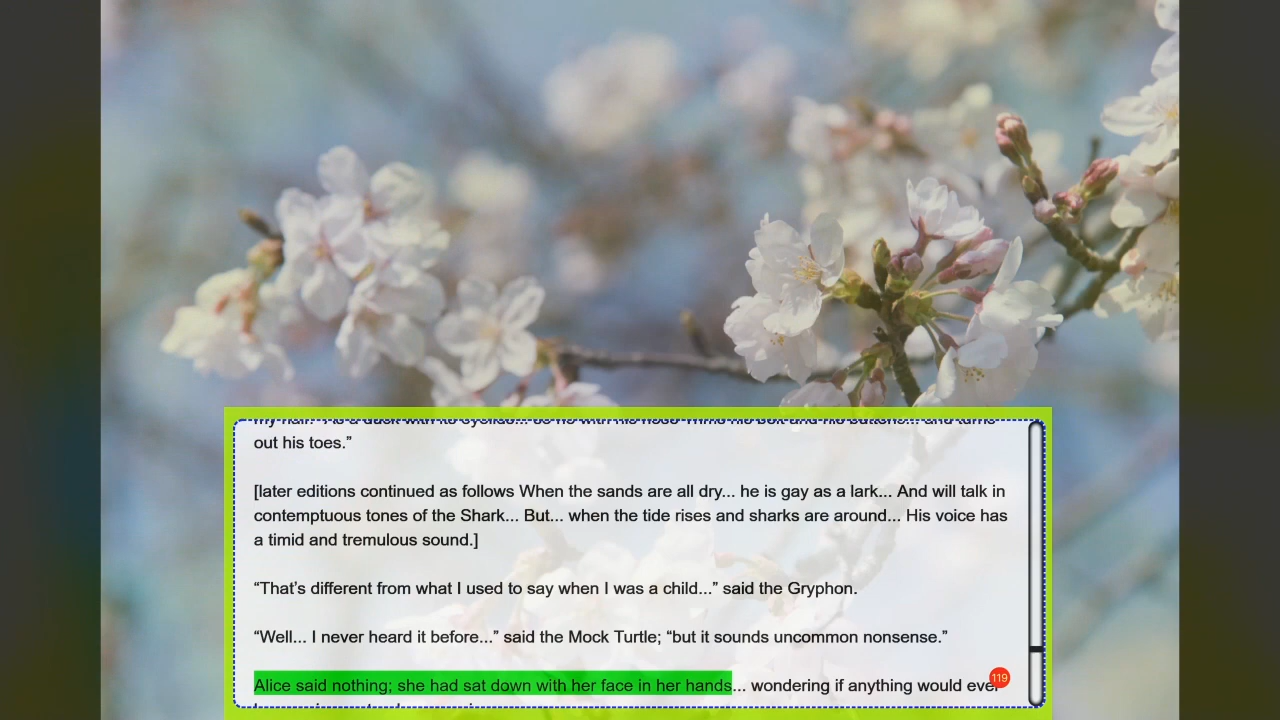 out his toes.”
[later editions continued as follows When the sands are all dry... he is gay as a lark... And will talk in
contemptuous tones of the Shark... But... when the tide rises and sharks are around... His voice has
a timid and tremulous sound.]
“That’s different from what I used to say when I was a child...” said the Gryphon.
“Well... I never heard it before...” said the Mock Turtle; “but it sounds uncommon nonsense.”
Alice said nothing; she had sat down with her face in her hands... wondering if anything would ever
119